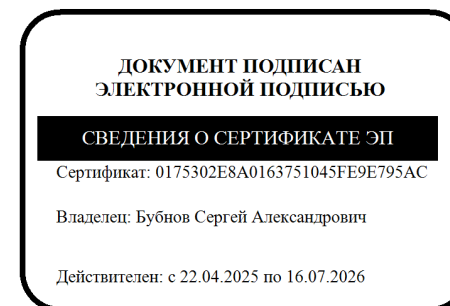 ДОКУМЕНТ ПОДПИСАН
ЭЛЕКТРОННОЙ ПОДПИСЬЮ
СВЕДЕНИЯ О СЕРТИФИКАТЕ ЭП
Сертификат: 0175302E8A0163751045FE9E795AC
Владелец: Бубнов Сергей Александрович
Действителен: с 22.04.2025 по 16.07.2026